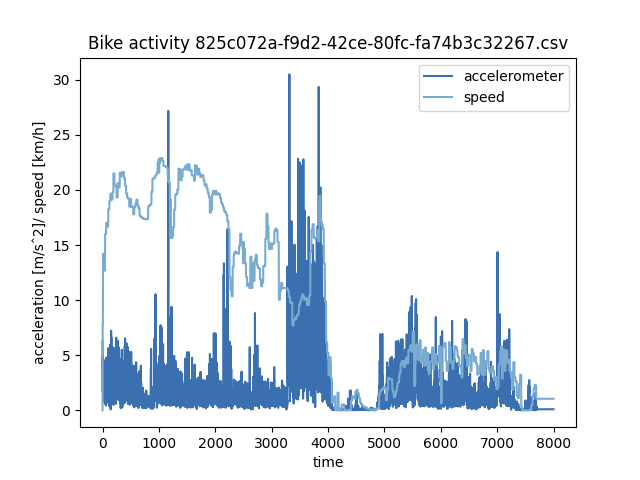 Bike activity 825c072a-f9d2-42ce-80fc-fa74b3c32267.csv
accelerometer
speed
acceleration [m/s^2]/ speed [km/h]
30
25
20
15
10
5
0
0 1000 2000 3000 4000 5000 6000 7000 8000
time